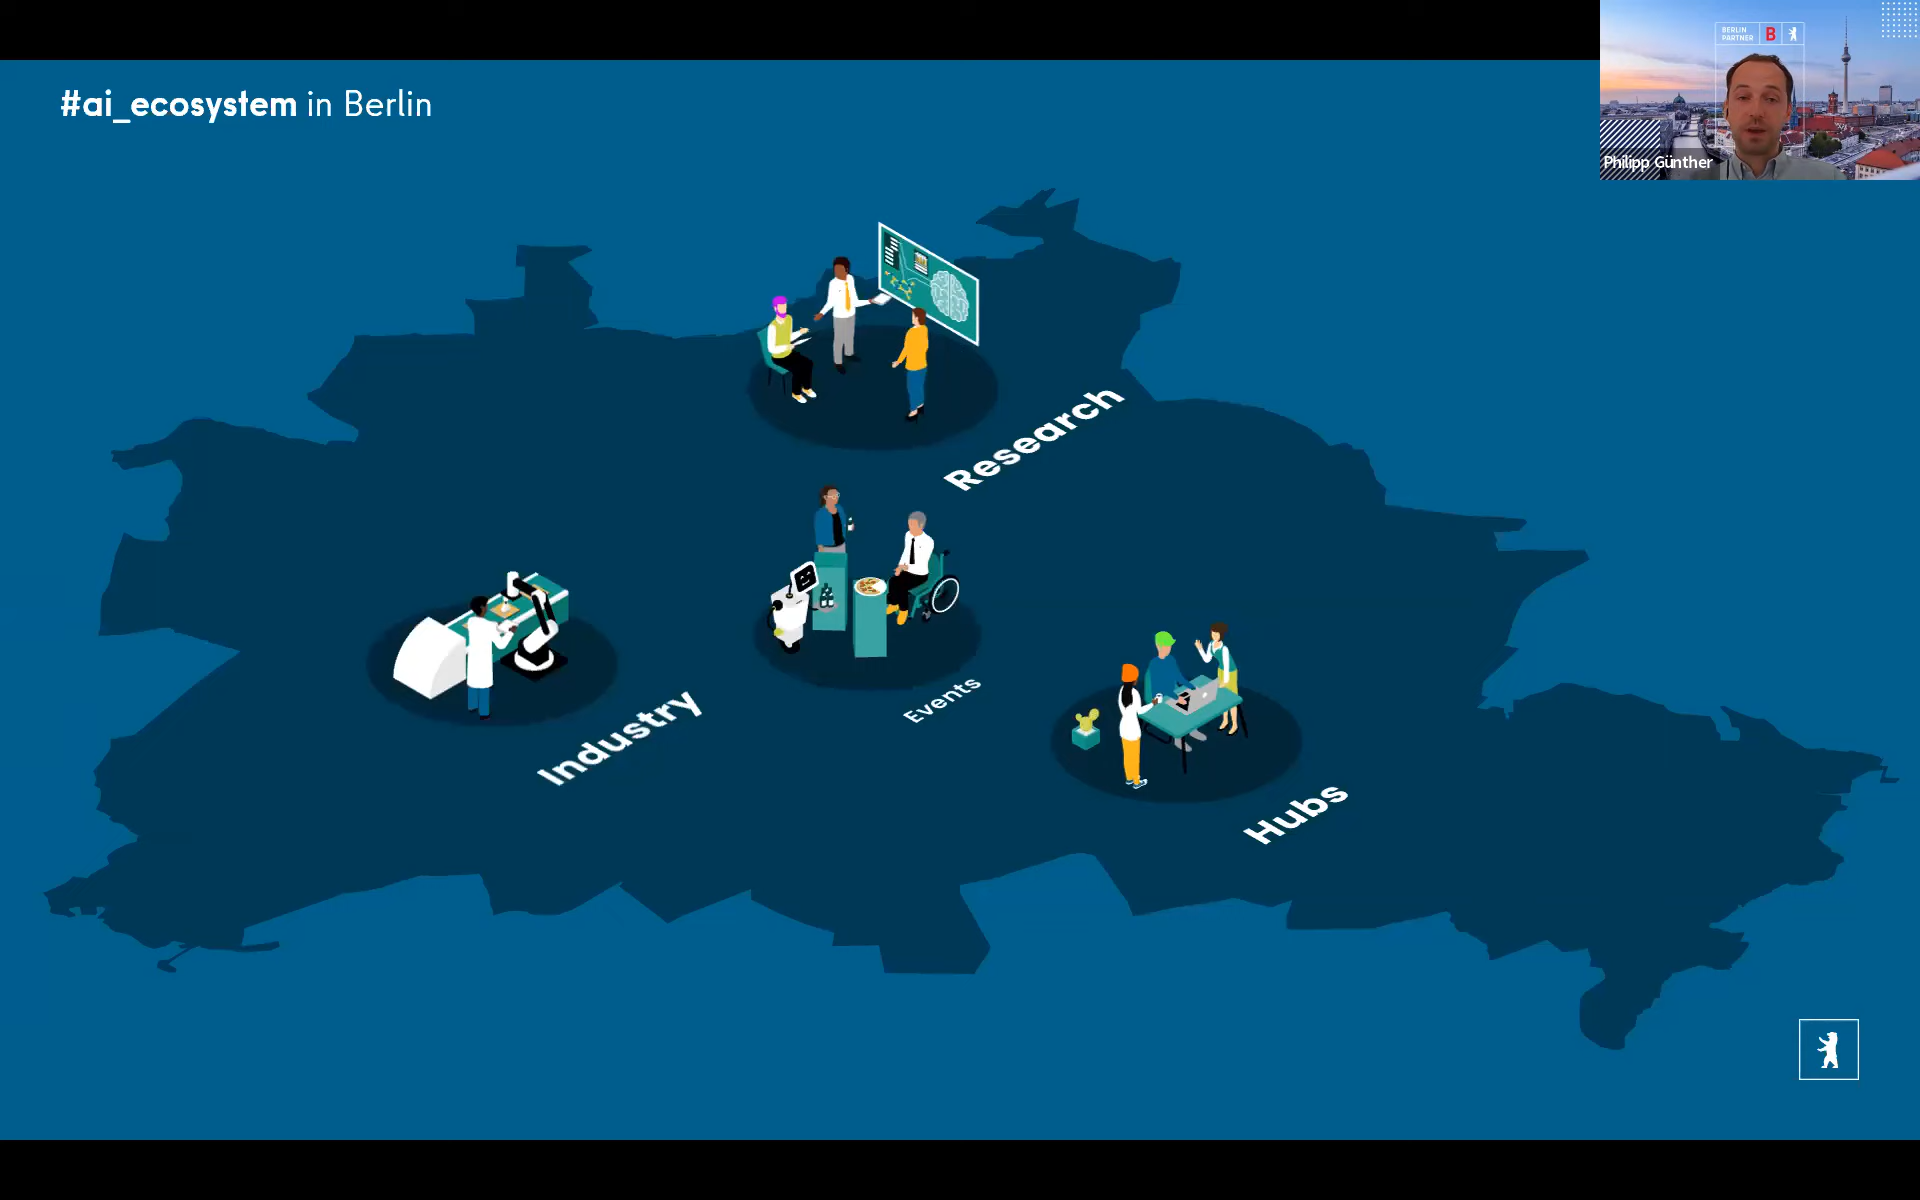 #ai_ecosystem in Berlin
BERLIN
PARTNER
B
Philipp Günther
Research
Industry
Events
Hubs